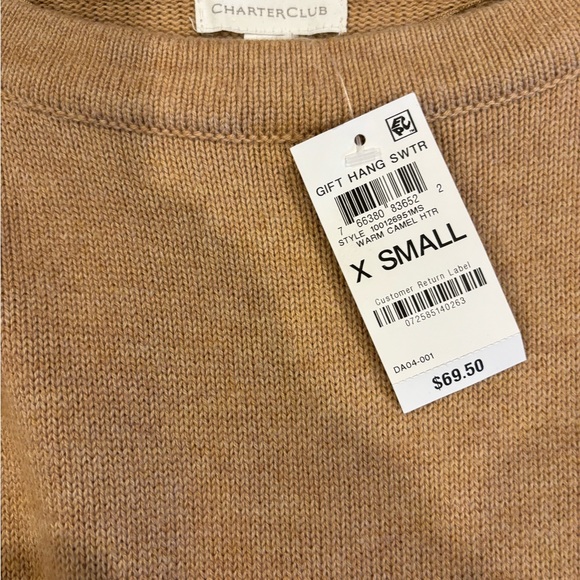 CHARTERCLUB
GIFT HANG SWTR
7 66380 83652 2
STYLE 100126951MS
WARM CAMEL HTR
X SMALL
Customer Return Label
072585140263
DA04-001
$69.50